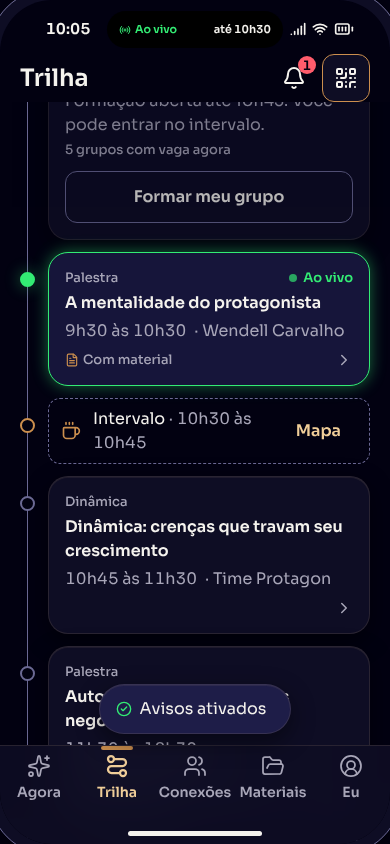 10:05
Ao vivo
até 10h30
Trilha
1
Formação aberta até 10h45. Você
pode entrar no intervalo.
5 grupos com vaga agora
Formar meu grupo
Palestra
Ao vivo
A mentalidade do protagonista
9h30 às 10h30 · Wendell Carvalho
Com material
Intervalo · 10h30 às
10h45
Mapa
Dinâmica
Dinâmica: crenças que travam seu
crescimento
10h45 às 11h30 · Time Protagon
Palestra
Avisos ativados
Agora
Trilha
Conexões
Materiais
Eu